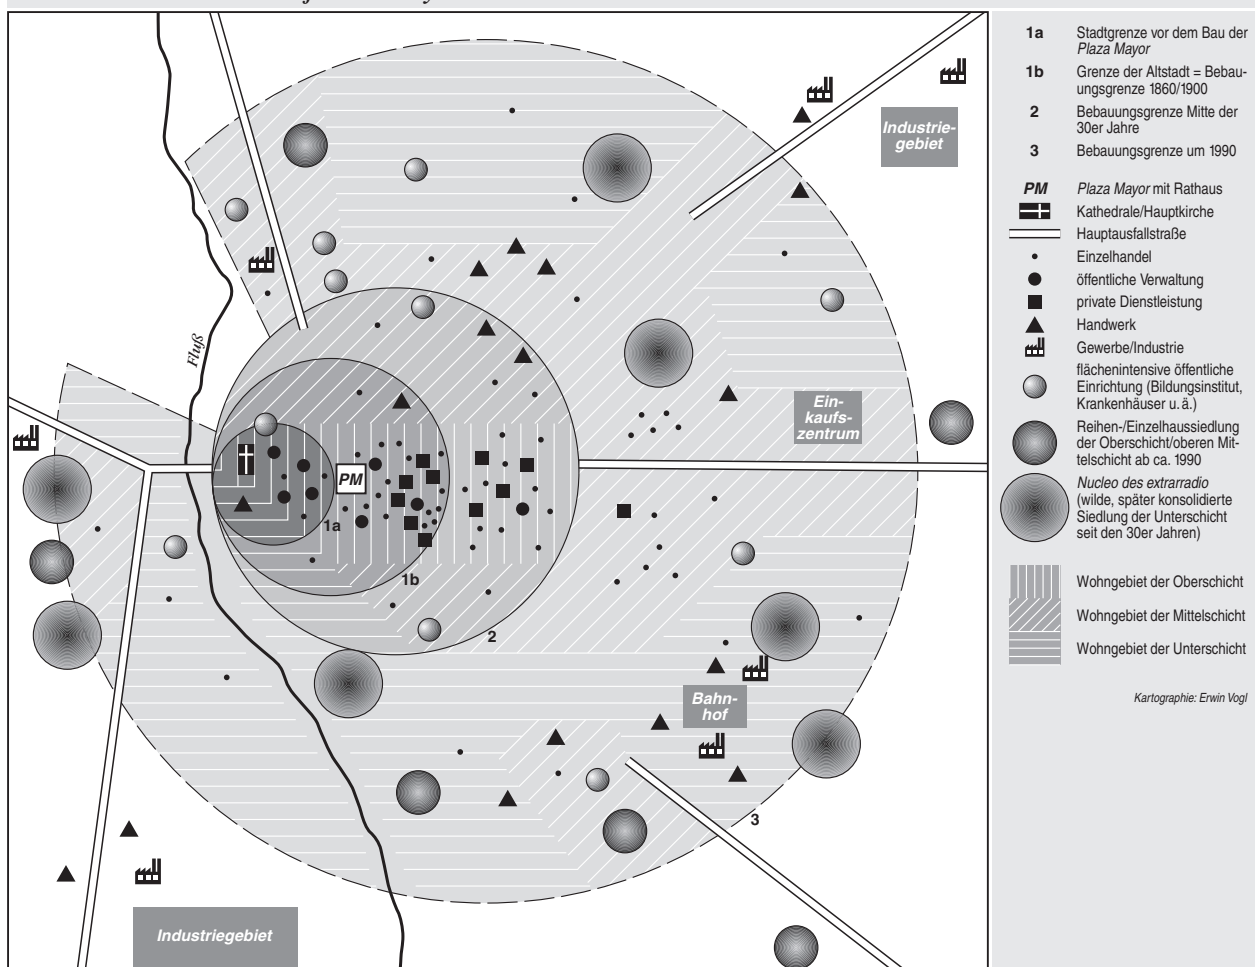 Industrie-
gebiet
Fluß
Ein-
kaufs-
zentrum
PM
1a
1b
2
Bahn-
hof
3
Industriegebiet
1a Stadtgrenze vor dem Bau der
Plaza Mayor
1b Grenze der Altstadt = Bebau-
ungsgrenze 1860/1900
2 Bebauungsgrenze Mitte der
30er Jahre
3 Bebauungsgrenze um 1990
PM Plaza Mayor mit Rathaus
Kathedrale/Hauptkirche
Hauptausfallstraße
Einzelhandel
öffentliche Verwaltung
private Dienstleistung
Handwerk
Gewerbe/Industrie
flächenintensive öffentliche
Einrichtung (Bildungsinstitut,
Krankenhäuser u. ä.)
Reihen-/Einzelhaussiedlung
der Oberschicht/oberen Mit-
telschicht ab ca. 1990
Nucleo des extrarradio
(wilde, später konsolidierte
Siedlung der Unterschicht
seit den 30er Jahren)
Wohngebiet der Oberschicht
Wohngebiet der Mittelschicht
Wohngebiet der Unterschicht
Kartographie: Erwin Vogl